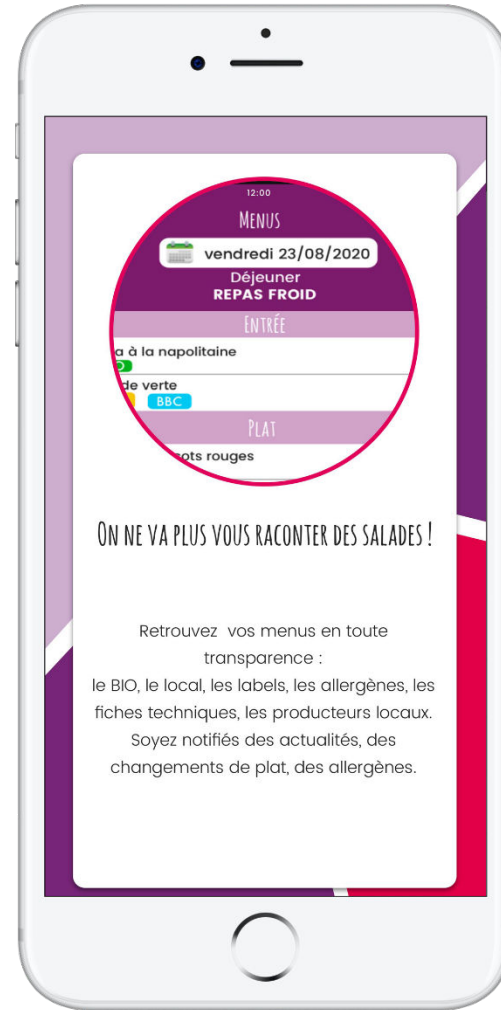 12:00
MENUS
vendredi 23/08/2020
Déjeuner
REPAS FROID
ENTRÉE
a à la napolitaine
de verte
BBC
PLAT
ots rouges
ON NE VA PLUS VOUS RACONTER DES SALADES !
Retrouvez vos menus en toute
transparence :
le BIO, le local, les labels, les allergènes, les
fiches techniques, les producteurs locaux.
Soyez notifiés des actualités, des
changements de plat, des allergènes.